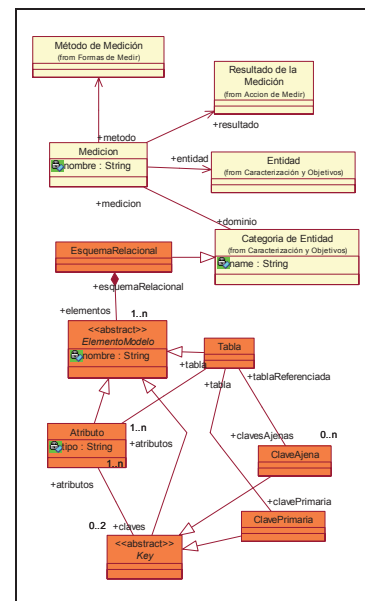 Método de Medición
(from Formas de Medir)
Resultado de la
Medición
(from Accion de Medir)
+metodo
+resultado
Medicion
nombre : String
+entidad
Entidad
(from Caracterización y Objetivos)
+medicion
+dominio
EsquemaRelacional
Categoria de Entidad
(from Caracterización y Objetivos)
name : String
+esquemaRelacional
+elementos
1..n
<<abstract>>
ElementoModelo
nombre : String
Tabla
+tabla
+tabla
+tablaReferenciada
Atributo
tipo : String
1..n
+atributos
+clavesAjenas
0..n
1..n
+atributos
ClaveAjena
+clavePrimaria
0..2
+claves
ClavePrimaria
<<abstract>>
Key